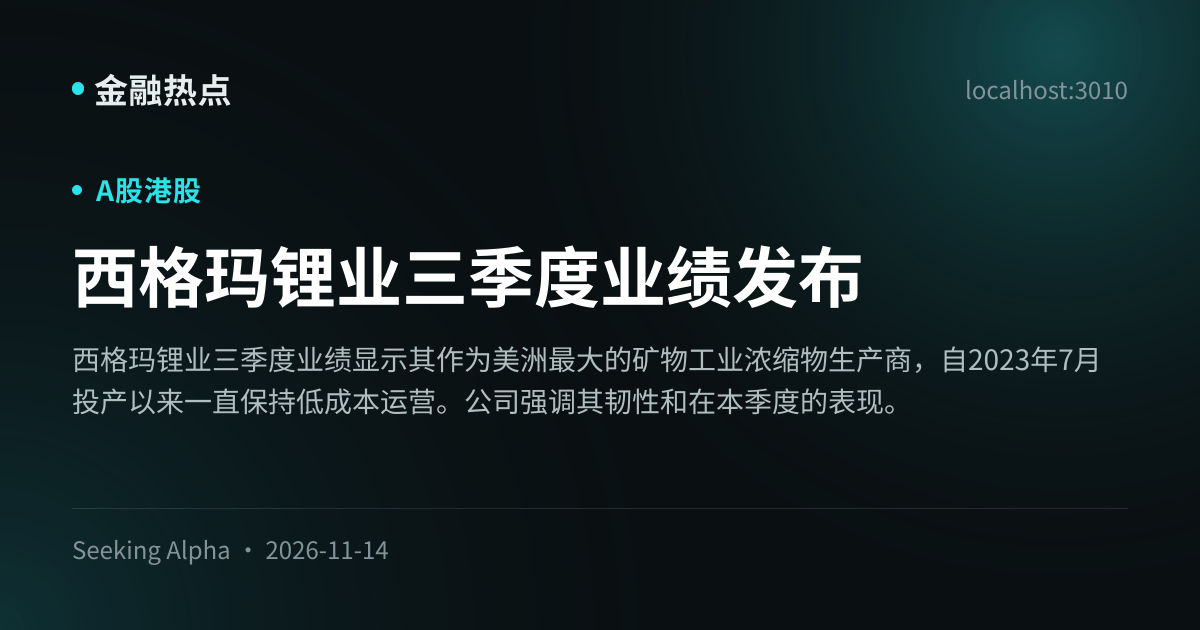 金融热点
localhost:3010
A股港股
西格玛锂业三季度业绩发布
西格玛锂业三季度业绩显示其作为美洲最大的矿物工业浓缩物生产商，自2023年7月
投产以来一直保持低成本运营。公司强调其韧性和在本季度的表现。
Seeking Alpha · 2026-11-14